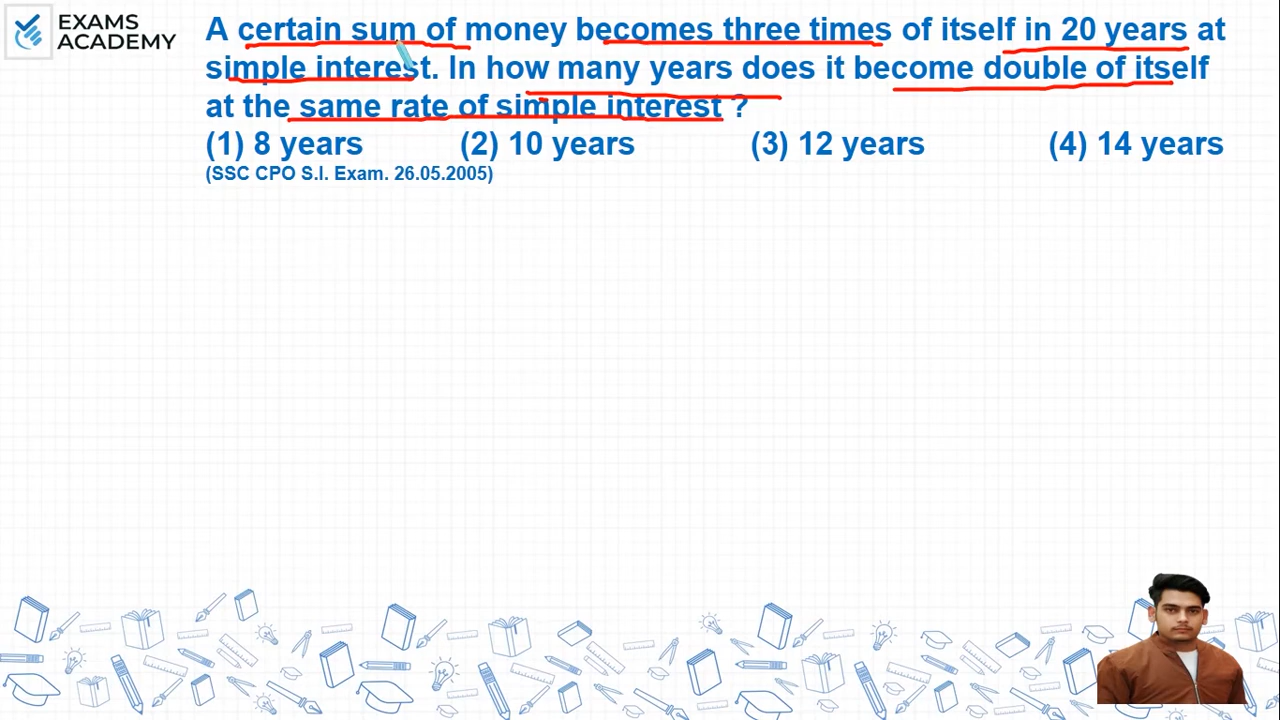 EXAMS
ACADEMY
A certain sum of money becomes three times of itself in 20 years at
simple interest. In how many years does it become double of itself
at the same rate of simple interest ?
(1) 8 years (2) 10 years (3) 12 years (4) 14 years
(SSC CPO S.I. Exam. 26.05.2005)